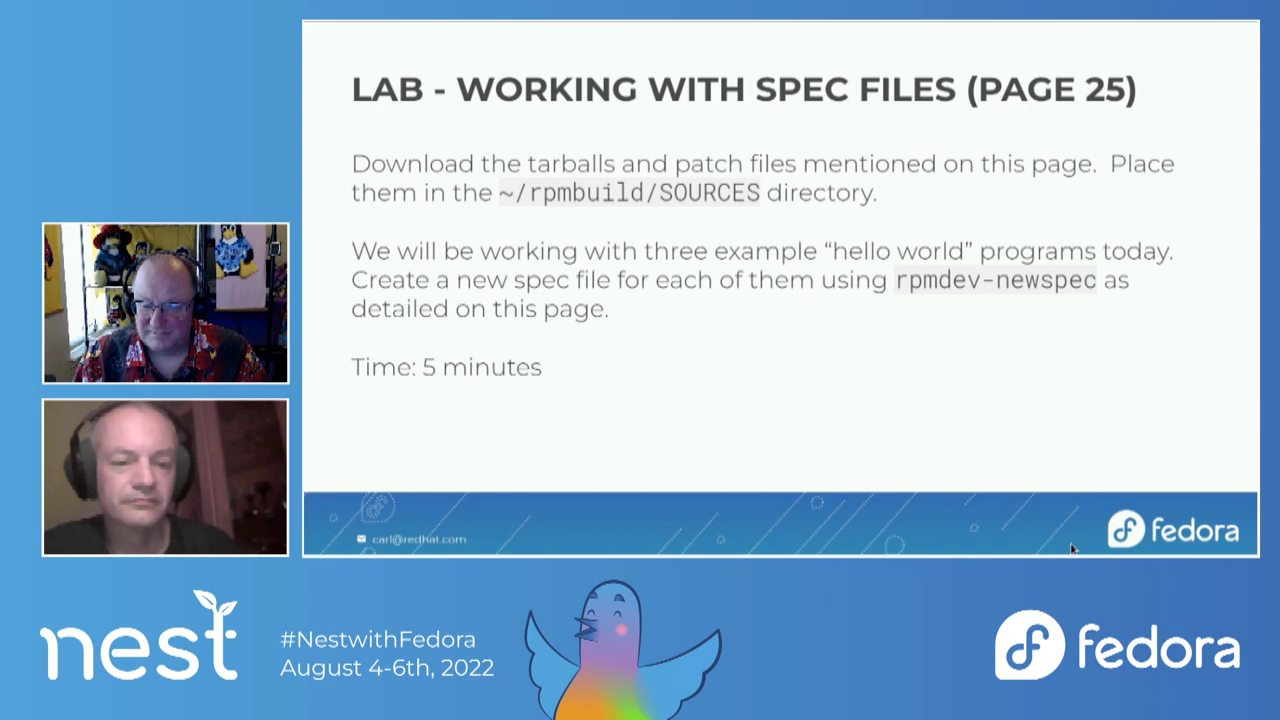 LAB - WORKING WITH SPEC FILES (PAGE 25)
Download the tarballs and patch files mentioned on this page.  Place
them in the ~/rpmbuild/SOURCES directory.
We will be working with three example “hello world” programs today.
Create a new spec file for each of them using rpmdev-newspec as
detailed on this page.
Time: 5 minutes
carl@redhat.com
fedora
nest
#NestwithFedora
August 4-6th, 2022
fedora